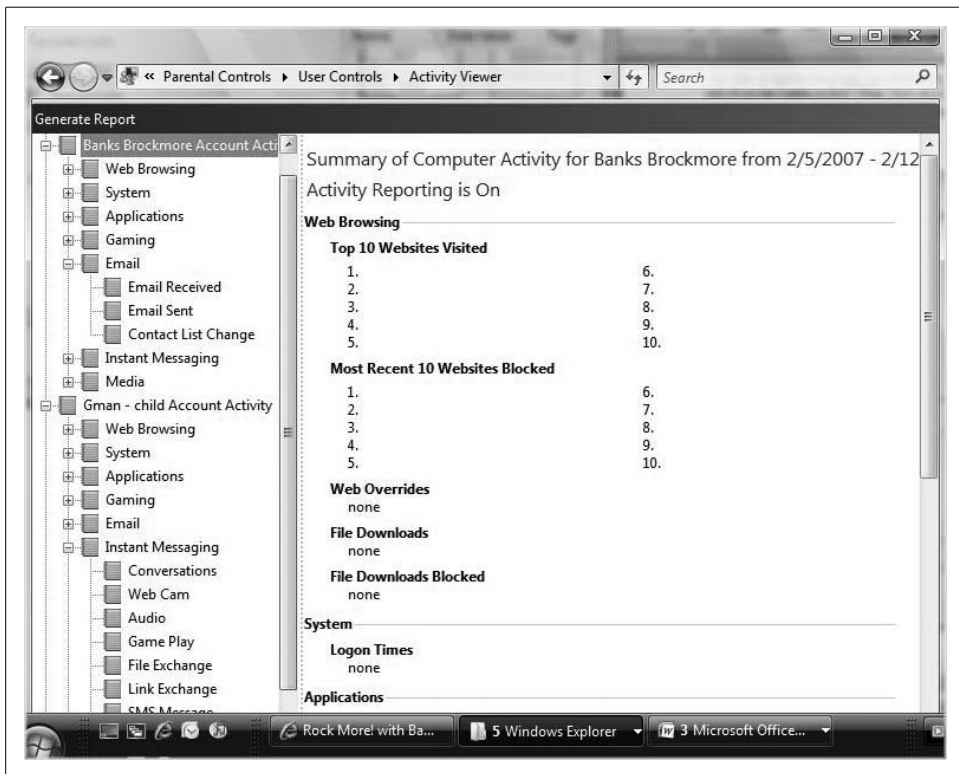 « Parental Controls ▸ User Controls ▸ Activity Viewer
Search
Generate Report
Banks Brockmore Account Acti
Web Browsing
System
Applications
Gaming
Email
Email Received
Email Sent
Contact List Change
Instant Messaging
Media
Gman - child Account Activity
Web Browsing
System
Applications
Gaming
Email
Instant Messaging
Conversations
Web Cam
Audio
Game Play
File Exchange
Link Exchange
SMS Message
Summary of Computer Activity for Banks Brockmore from 2/5/2007 - 2/12
Activity Reporting is On
Web Browsing
Top 10 Websites Visited
1. 6.
2. 7.
3. 8.
4. 9.
5. 10.
Most Recent 10 Websites Blocked
1. 6.
2. 7.
3. 8.
4. 9.
5. 10.
Web Overrides
none
File Downloads
none
File Downloads Blocked
none
System
Logon Times
none
Applications
Rock More! with Ba...
5 Windows Explorer
3 Microsoft Office...